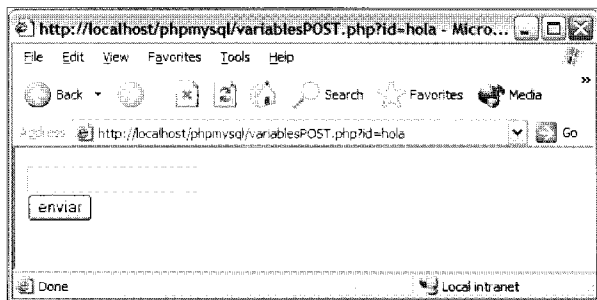 http://localhost/phpmysql/variablesPOST.php?id=hola - Micro...
File Edit View Favorites Tools Help
Back Search Favorites Media »
Address http://localhost/phpmysql/variablesPOST.php?id=hola Go
enviar
Done Local intranet